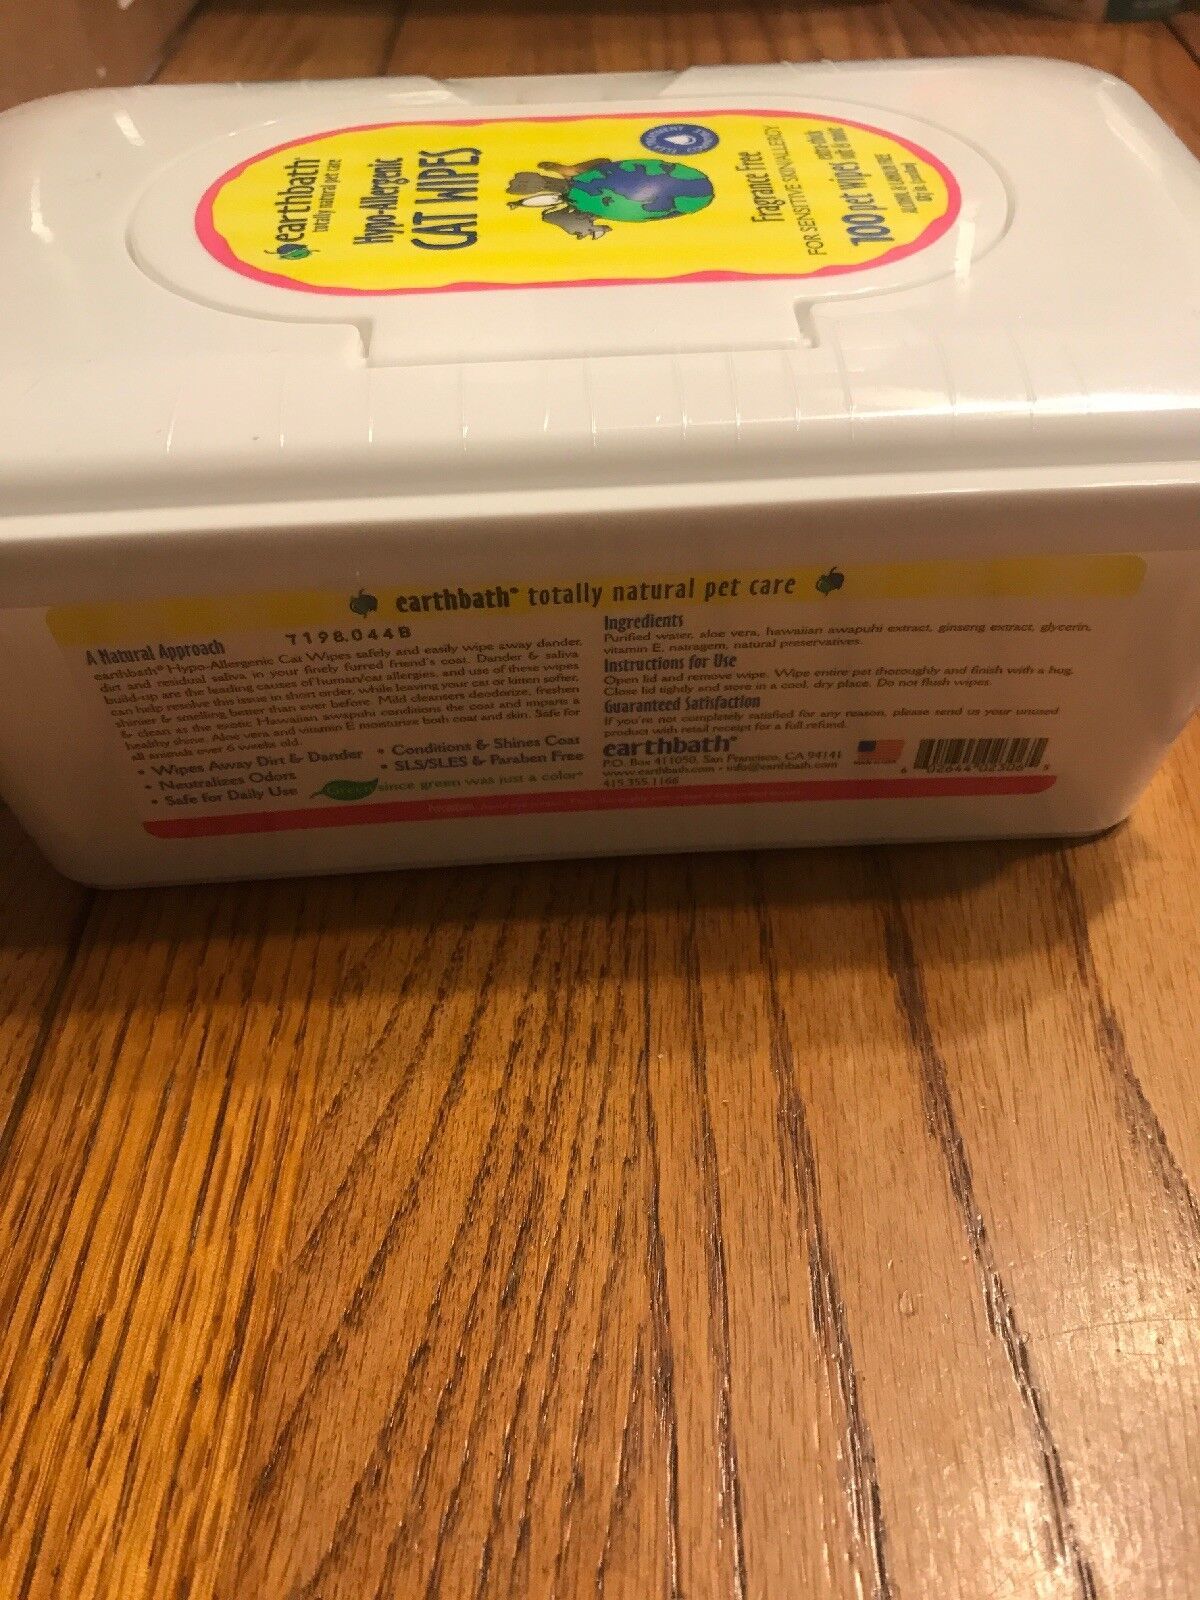 earthbath®
totally natural pet care
Hypo-Allergenic
CAT WIPES
Fragrance Free
FOR SENSITIVE SKIN/ALLERGY
100 pet wipes
earthbath® totally natural pet care
7198.044B
A Natural Approach
earthbath® Hypo-Allergenic Cat Wipes safely and easily wipe away dander,
dirt and residual saliva in your finely furred friend's coat. Dander & saliva
build-up are the leading causes of human/cat allergies, and use of these wipes
can help resolve this issue in short order, while leaving your cat or kitten softer,
shinier & smelling better than ever before. Mild cleansers deodorize, freshen
& clean as the exotic Hawaiian awapuhi conditions the coat and imparts a
healthy shine. Aloe vera and vitamin E moisturize both coat and skin. Safe for
all animals over 6 weeks old.
• Wipes Away Dirt & Dander
• Neutralizes Odors
• Safe for Daily Use
• Conditions & Shines Coat
• SLS/SLES & Paraben Free
Green since green was just a color®
Ingredients
Purified water, aloe vera, hawaiian awapuhi extract, ginseng extract, glycerin,
vitamin E, natragem, natural preservatives.
Instructions for Use
Open lid and remove wipe. Wipe entire pet thoroughly and finish with a hug.
Close lid tightly and store in a cool, dry place. Do not flush wipes.
Guaranteed Satisfaction
If you're not completely satisfied for any reason, please send us your unused
product with retail receipt for a full refund.
earthbath®
P.O. Box 411050, San Francisco, CA 94141
www.earthbath.com • info@earthbath.com
415.355.1166